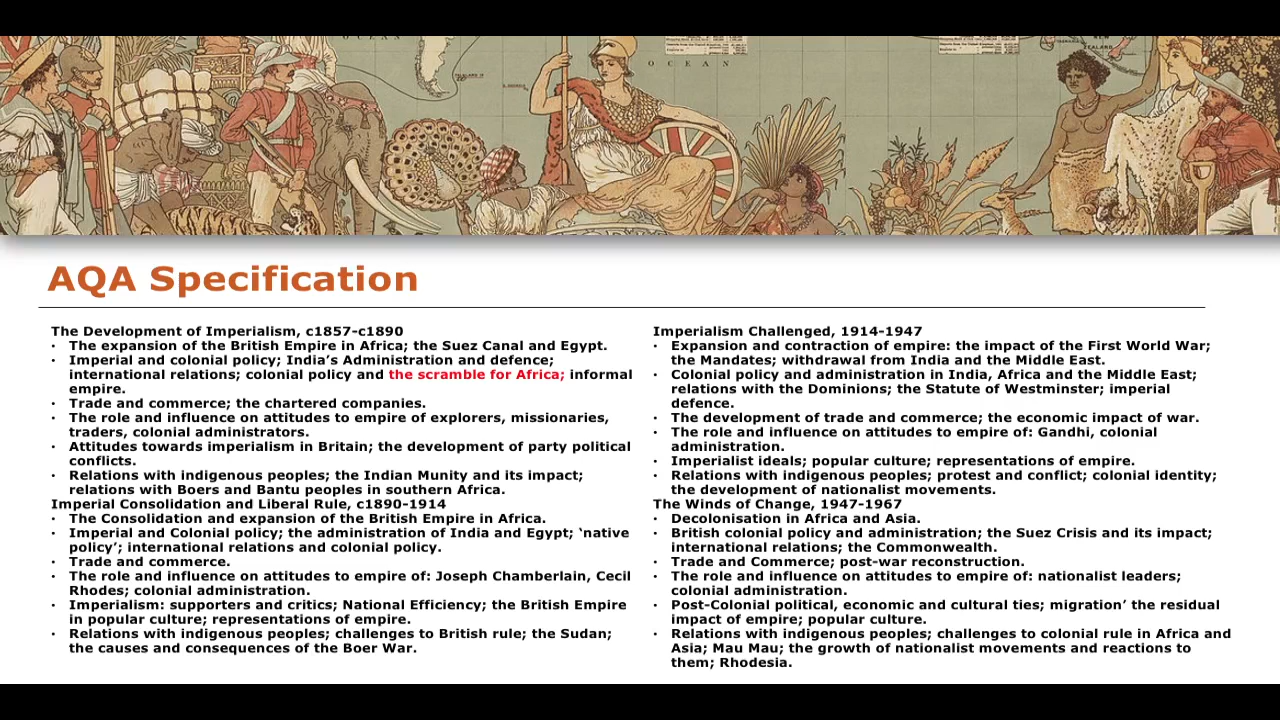 OCEAN
OCEAN
TASMANIA
ZEALAND
AQA Specification
The Development of Imperialism, c1857-c1890
• The expansion of the British Empire in Africa; the Suez Canal and Egypt.
• Imperial and colonial policy; India’s Administration and defence;
international relations; colonial policy and the scramble for Africa; informal
empire.
• Trade and commerce; the chartered companies.
• The role and influence on attitudes to empire of explorers, missionaries,
traders, colonial administrators.
• Attitudes towards imperialism in Britain; the development of party political
conflicts.
• Relations with indigenous peoples; the Indian Munity and its impact;
relations with Boers and Bantu peoples in southern Africa.
Imperial Consolidation and Liberal Rule, c1890-1914
• The Consolidation and expansion of the British Empire in Africa.
• Imperial and Colonial policy; the administration of India and Egypt; ‘native
policy’; international relations and colonial policy.
• Trade and commerce.
• The role and influence on attitudes to empire of: Joseph Chamberlain, Cecil
Rhodes; colonial administration.
• Imperialism: supporters and critics; National Efficiency; the British Empire
in popular culture; representations of empire.
• Relations with indigenous peoples; challenges to British rule; the Sudan;
the causes and consequences of the Boer War.
Imperialism Challenged, 1914-1947
• Expansion and contraction of empire: the impact of the First World War;
the Mandates; withdrawal from India and the Middle East.
• Colonial policy and administration in India, Africa and the Middle East;
relations with the Dominions; the Statute of Westminster; imperial
defence.
• The development of trade and commerce; the economic impact of war.
• The role and influence on attitudes to empire of: Gandhi, colonial
administration.
• Imperialist ideals; popular culture; representations of empire.
• Relations with indigenous peoples; protest and conflict; colonial identity;
the development of nationalist movements.
The Winds of Change, 1947-1967
• Decolonisation in Africa and Asia.
• British colonial policy and administration; the Suez Crisis and its impact;
international relations; the Commonwealth.
• Trade and Commerce; post-war reconstruction.
• The role and influence on attitudes to empire of: nationalist leaders;
colonial administration.
• Post-Colonial political, economic and cultural ties; migration’ the residual
impact of empire; popular culture.
• Relations with indigenous peoples; challenges to colonial rule in Africa and
Asia; Mau Mau; the growth of nationalist movements and reactions to
them; Rhodesia.